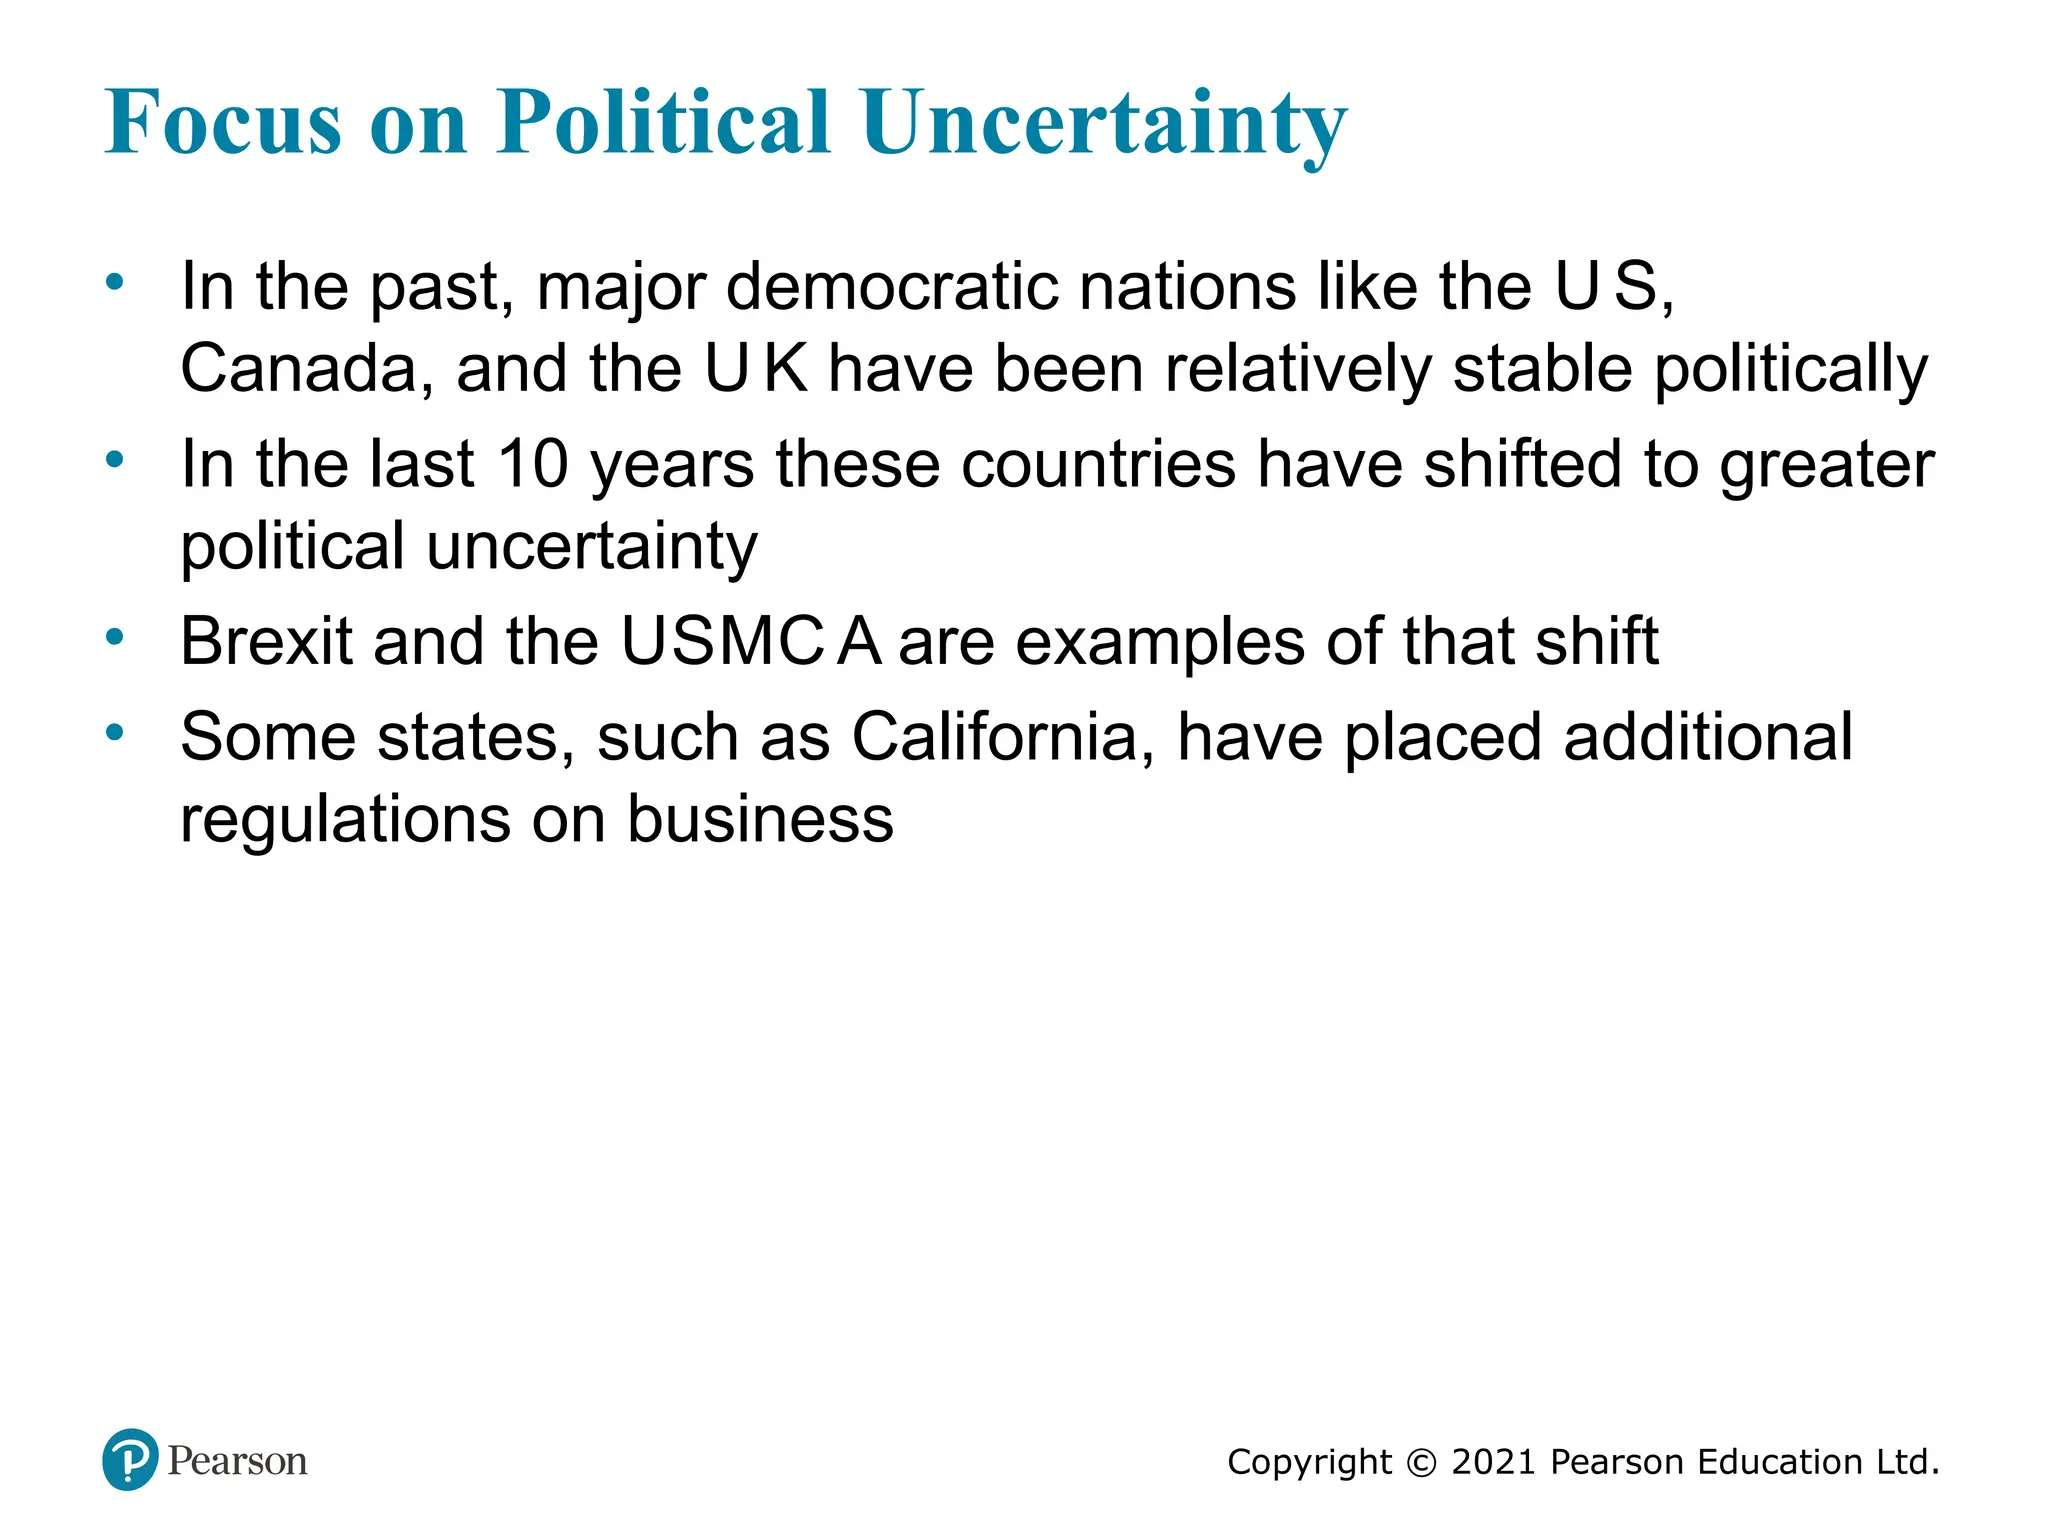 Focus on Political Uncertainty
• In the past, major democratic nations like the U S,
Canada, and the U K have been relatively stable politically
• In the last 10 years these countries have shifted to greater
political uncertainty
• Brexit and the USMC A are examples of that shift
• Some states, such as California, have placed additional
regulations on business
P Pearson
Copyright © 2021 Pearson Education Ltd.